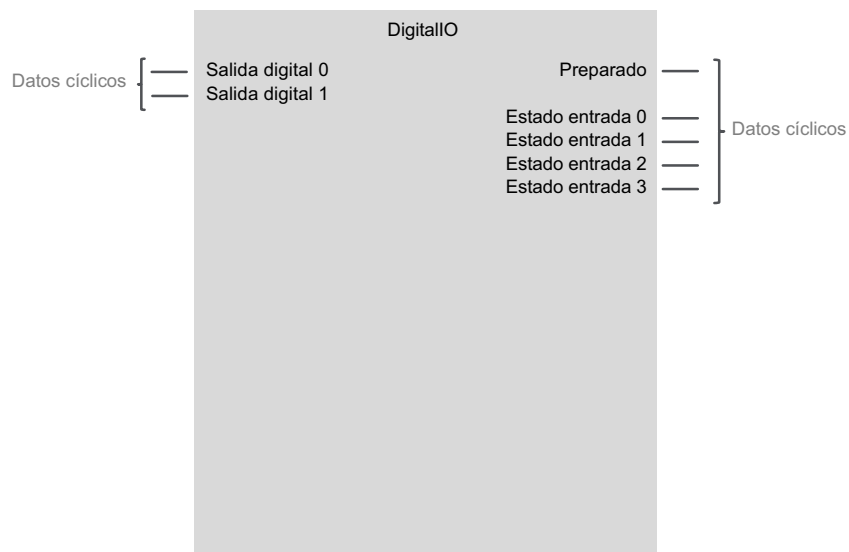 DigitalIO
Datos cíclicos
Salida digital 0
Salida digital 1
Preparado
Estado entrada 0
Estado entrada 1
Estado entrada 2
Estado entrada 3
Datos cíclicos